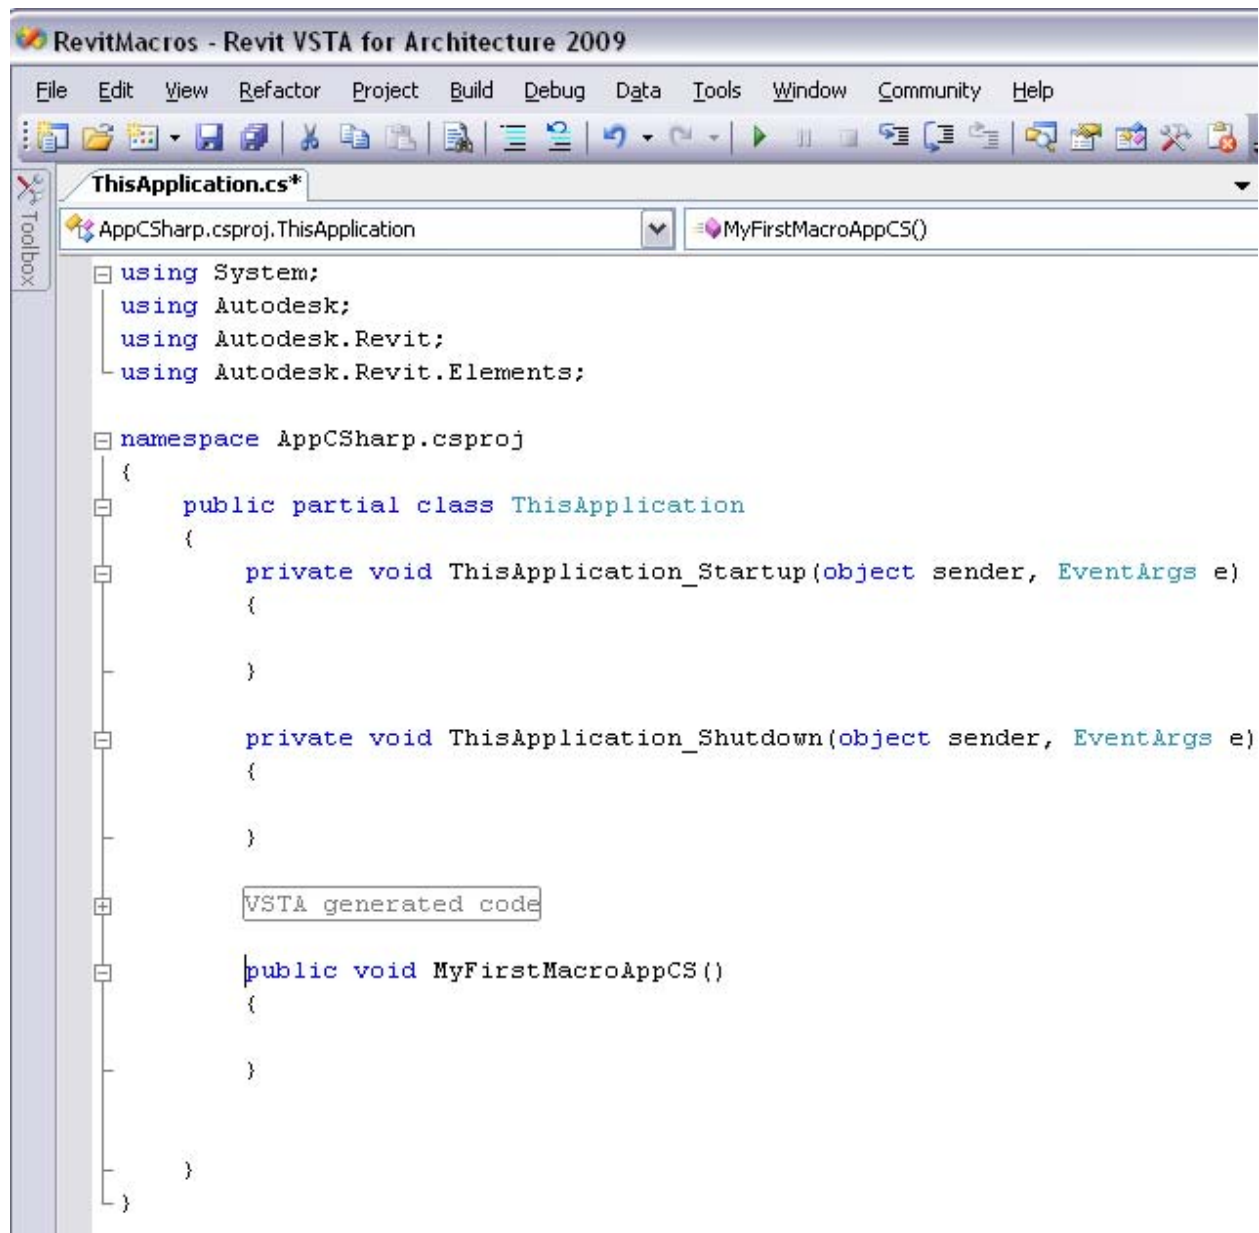 RevitMacros - Revit VSTA for Architecture 2009
File Edit View Refactor Project Build Debug Data Tools Window Community Help
Toolbox
ThisApplication.cs*
AppCSharp.csproj.ThisApplication MyFirstMacroAppCS()
using System;
using Autodesk;
using Autodesk.Revit;
using Autodesk.Revit.Elements;
namespace AppCSharp.csproj
{
public partial class ThisApplication
{
private void ThisApplication_Startup(object sender, EventArgs e)
{
}
private void ThisApplication_Shutdown(object sender, EventArgs e)
{
}
VSTA generated code
public void MyFirstMacroAppCS()
{
}
}
}